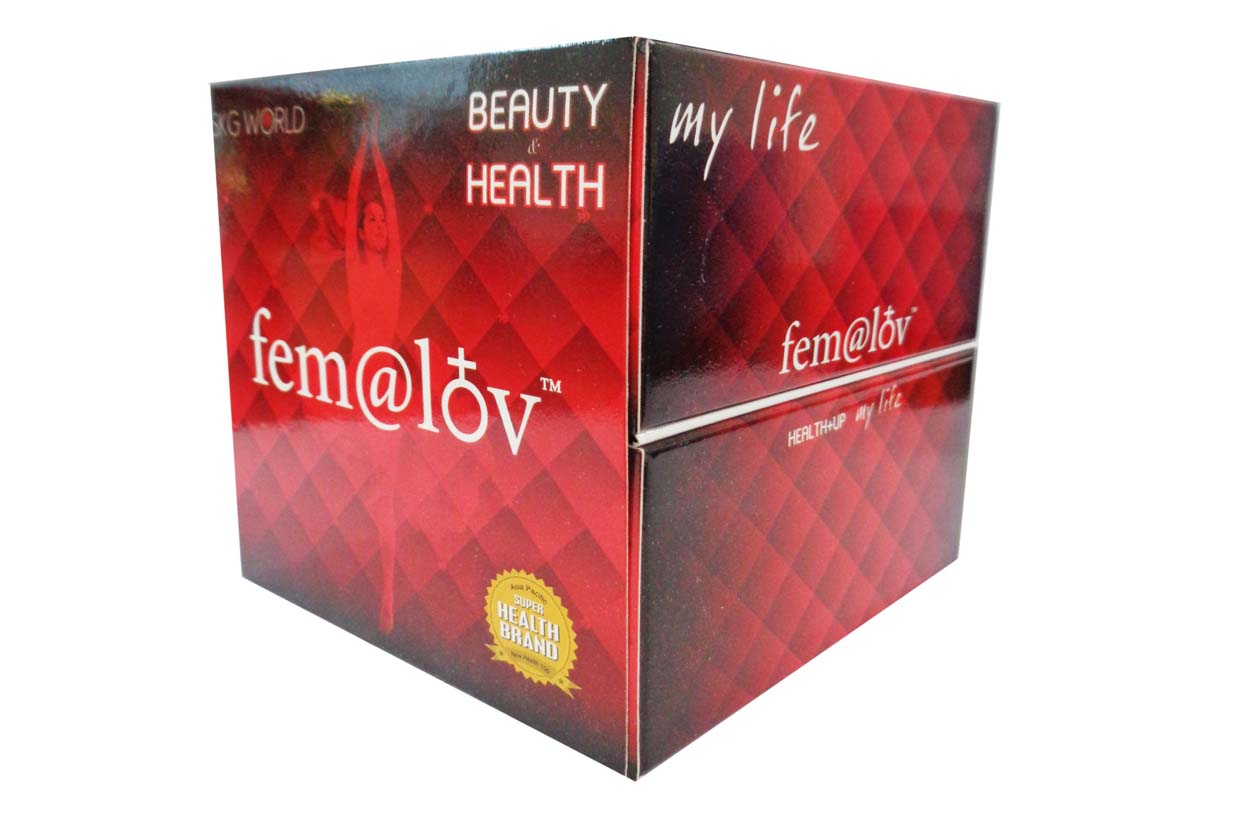 SKG WORLD
BEAUTY
&
HEALTH
fem@lov™
Asia Pacific
SUPER
HEALTH
BRAND
my life
fem@lov™
HEALTH+UP my life